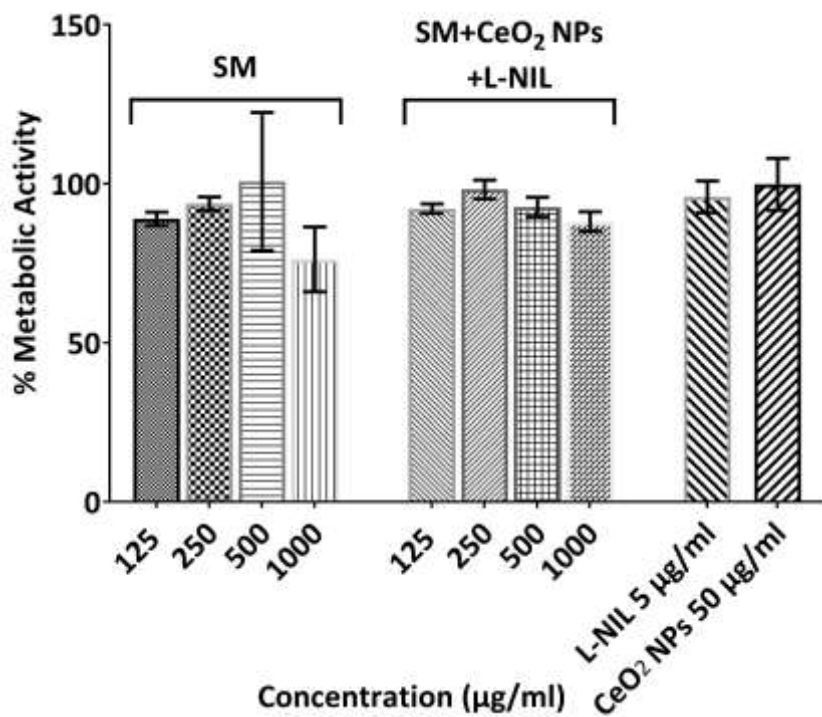 150
100
50
0
% Metabolic Activity
SM
SM+CeO₂ NPs
+L-NIL
125
250
500
1000
125
250
500
1000
L-NIL 5 µg/ml
CeO₂ NPs 50 µg/ml
Concentration (µg/ml)